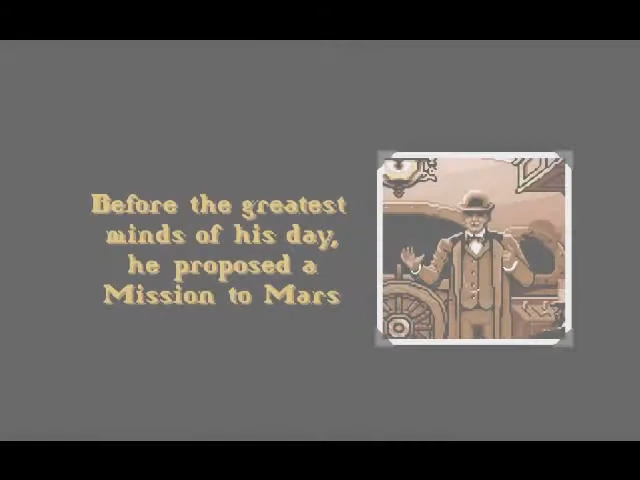 Before the greatest
minds of his day,
he proposed a
Mission to Mars